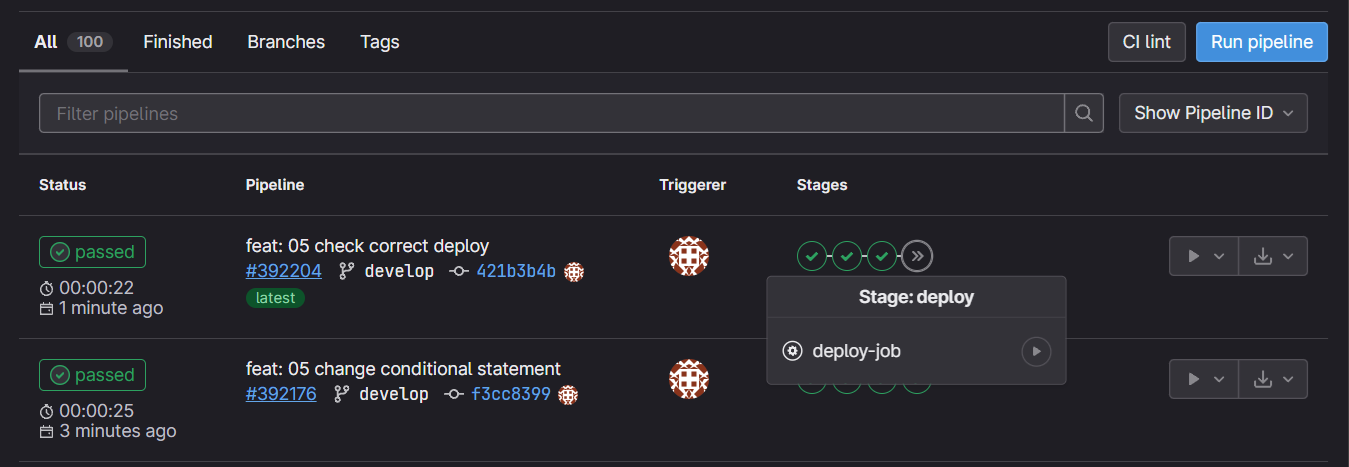 All 100 Finished Branches Tags CI lint Run pipeline
Filter pipelines Show Pipeline ID
Status Pipeline Triggerer Stages
passed feat: 05 check correct deploy
#392204 develop 421b3b4b
00:00:22 latest
1 minute ago
Stage: deploy
deploy-job
passed feat: 05 change conditional statement
#392176 develop f3cc8399
00:00:25
3 minutes ago